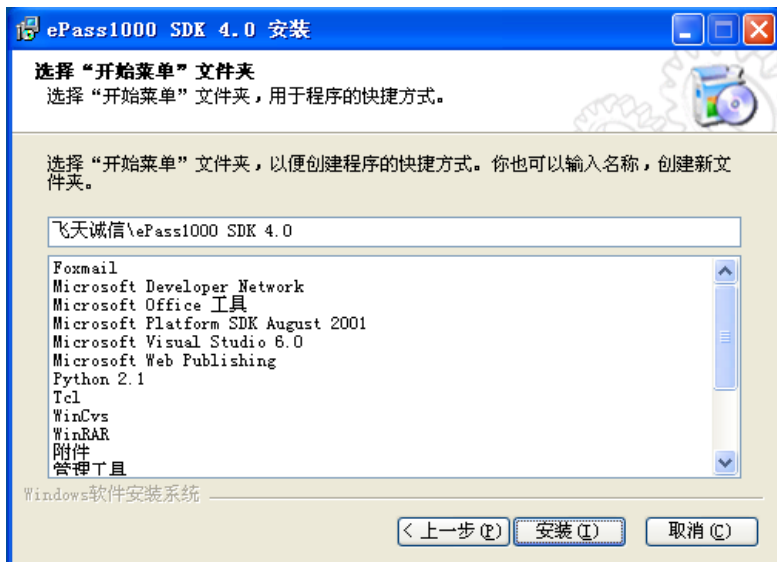 ePass1000 SDK 4.0 安装
选择“开始菜单”文件夹
选择“开始菜单”文件夹，用于程序的快捷方式。
选择“开始菜单”文件夹，以便创建程序的快捷方式。你也可以输入名称，创建新文
件夹。
飞天诚信\ePass1000 SDK 4.0
Foxmail
Microsoft Developer Network
Microsoft Office 工具
Microsoft Platform SDK August 2001
Microsoft Visual Studio 6.0
Microsoft Web Publishing
Python 2.1
Tcl
WinCvs
WinRAR
附件
管理工具
Windows软件安装系统
< 上一步(P) 安装(I) 取消(C)